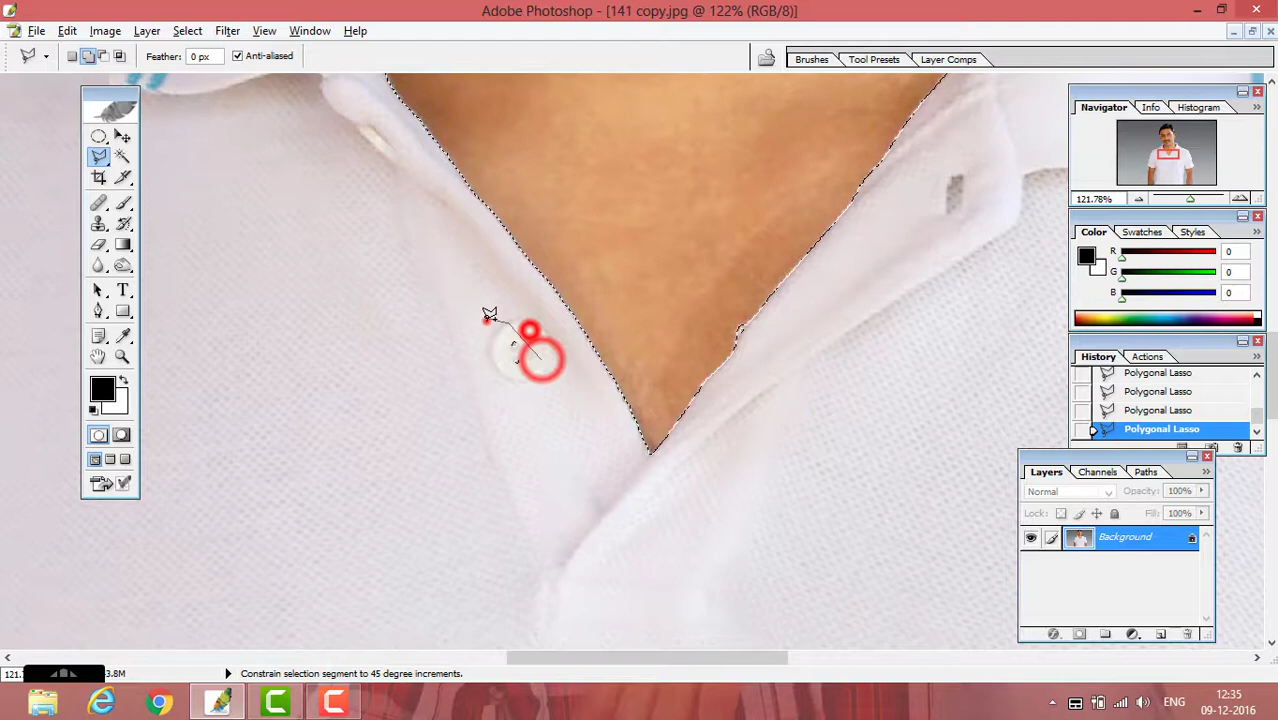 Adobe Photoshop - [141 copy.jpg @ 122% (RGB/8)]
File Edit Image Layer Select Filter View Window Help
Feather: 0 px Anti-aliased
Brushes Tool Presets Layer Comps
Navigator Info Histogram
121.78%
Color Swatches Styles
R 0
G 0
B 0
History Actions
Polygonal Lasso
Polygonal Lasso
Polygonal Lasso
Polygonal Lasso
Layers Channels Paths
Normal Opacity: 100%
Lock: Fill: 100%
Background
121. 3.8M Constrain selection segment to 45 degree increments.
ENG
12:35
09-12-2016